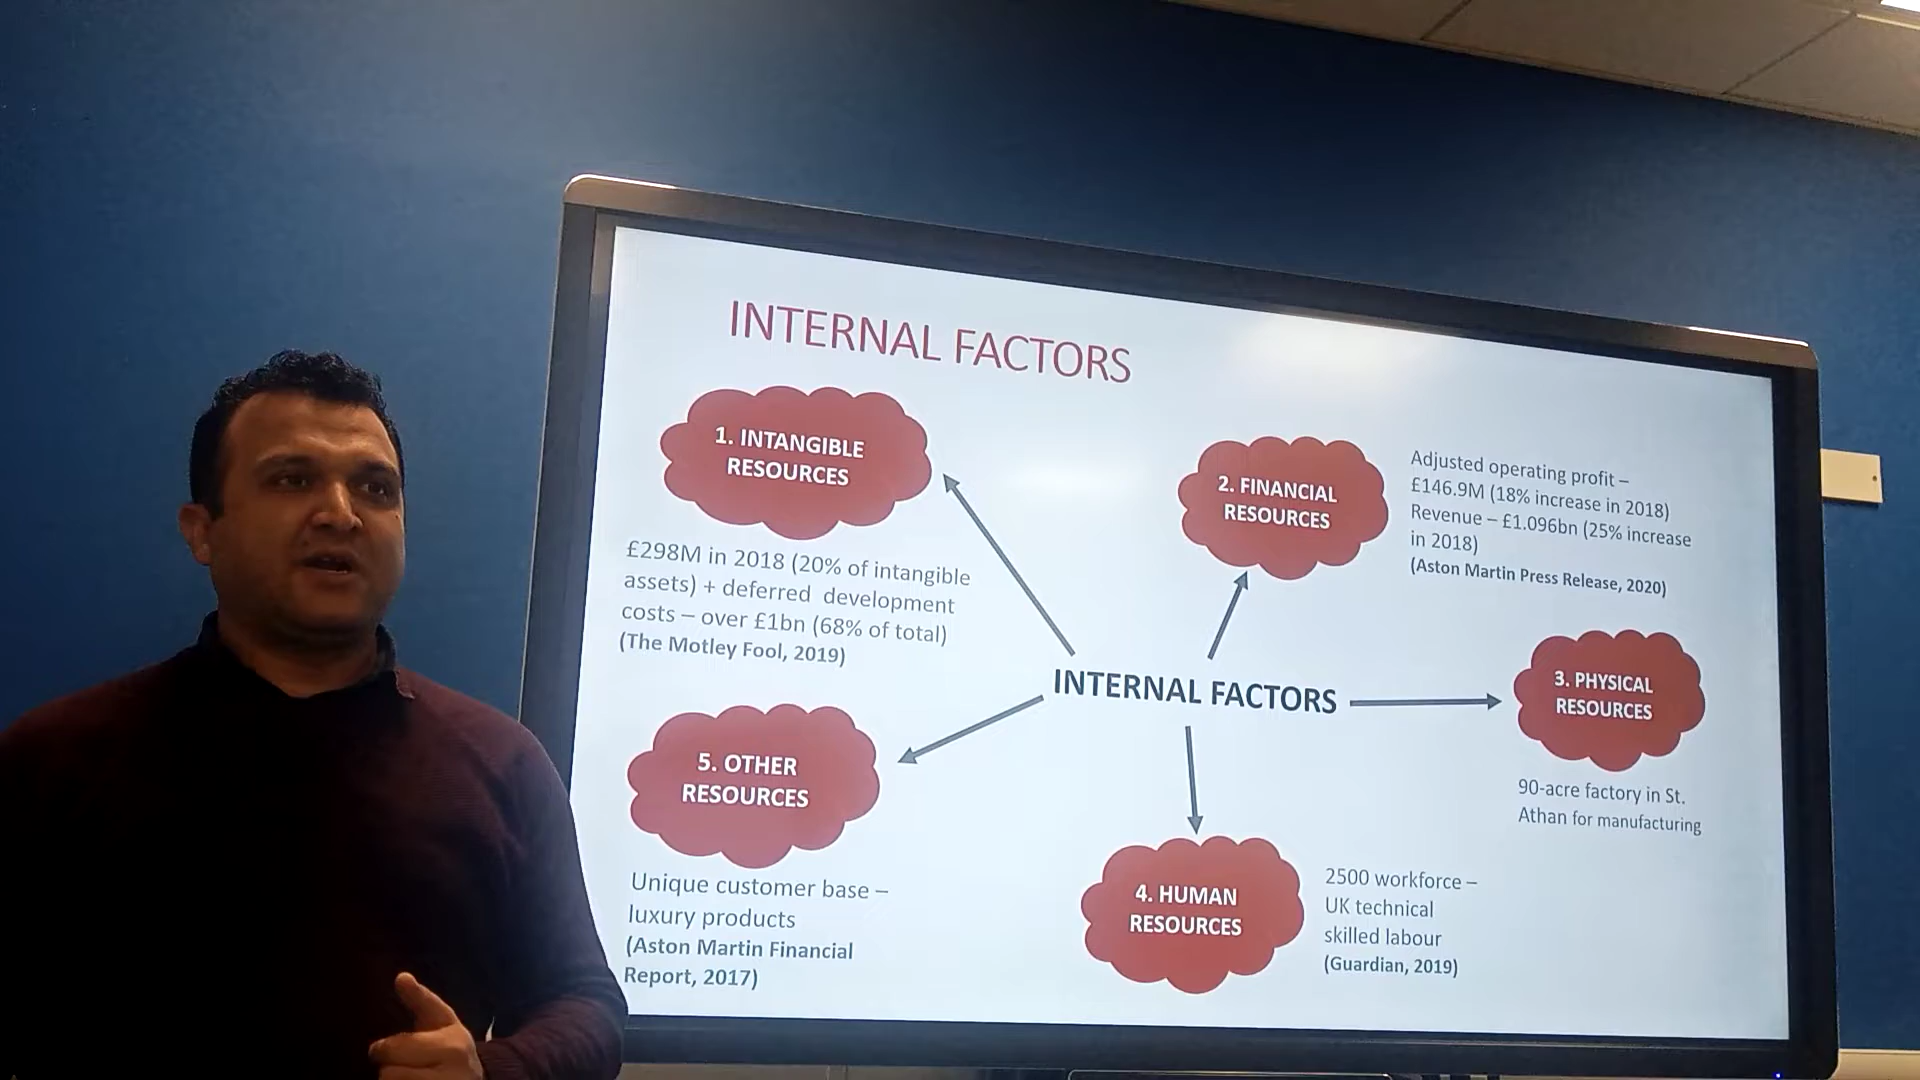 INTERNAL FACTORS
1. INTANGIBLE
RESOURCES
£298M in 2018 (20% of intangible
assets) + deferred development
costs – over £1bn (68% of total)
(The Motley Fool, 2019)
2. FINANCIAL
RESOURCES
Adjusted operating profit –
£146.9M (18% increase in 2018)
Revenue – £1.096bn (25% increase
in 2018)
(Aston Martin Press Release, 2020)
INTERNAL FACTORS
3. PHYSICAL
RESOURCES
90-acre factory in St.
Athan for manufacturing
4. HUMAN
RESOURCES
2500 workforce –
UK technical
skilled labour
(Guardian, 2019)
5. OTHER
RESOURCES
Unique customer base –
luxury products
(Aston Martin Financial
Report, 2017)